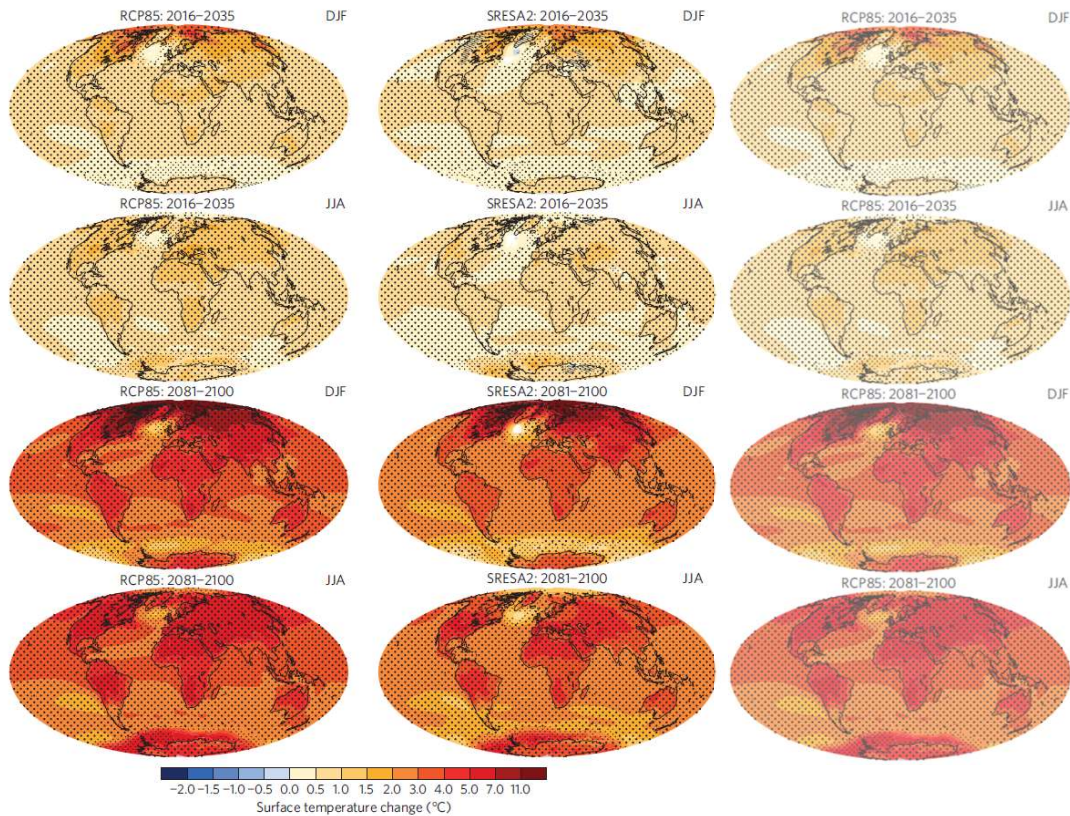 RCP85: 2016–2035 DJF SRESA2: 2016–2035 DJF RCP85: 2016–2035 DJF
RCP85: 2016–2035 JJA SRESA2: 2016–2035 JJA RCP85: 2016–2035 JJA
RCP85: 2081–2100 DJF SRESA2: 2081–2100 DJF RCP85: 2081–2100 DJF
RCP85: 2081–2100 JJA SRESA2: 2081–2100 JJA RCP85: 2081–2100 JJA
−2.0 −1.5 −1.0 −0.5 0.0 0.5 1.0 1.5 2.0 3.0 4.0 5.0 7.0 11.0
Surface temperature change (°C)